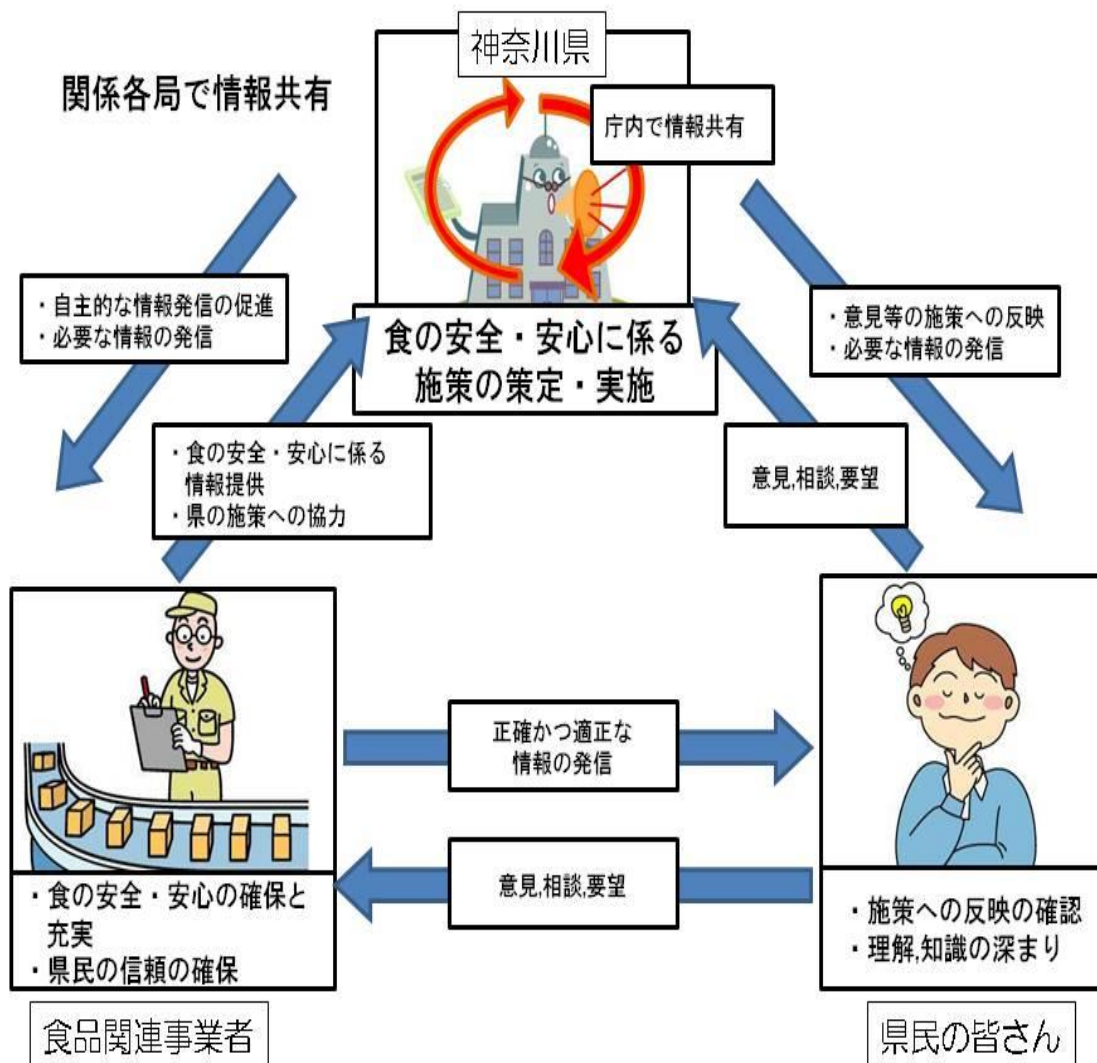 神奈川県
関係各局で情報共有
庁内で情報共有
・自主的な情報発信の促進
・必要な情報の発信
・意見等の施策への反映
・必要な情報の発信
食の安全・安心に係る
施策の策定・実施
・食の安全・安心に係る
情報提供
・県の施策への協力
意見,相談,要望
正確かつ適正な
情報の発信
意見,相談,要望
・食の安全・安心の確保と
充実
・県民の信頼の確保
・施策への反映の確認
・理解,知識の深まり
食品関連事業者
県民の皆さん